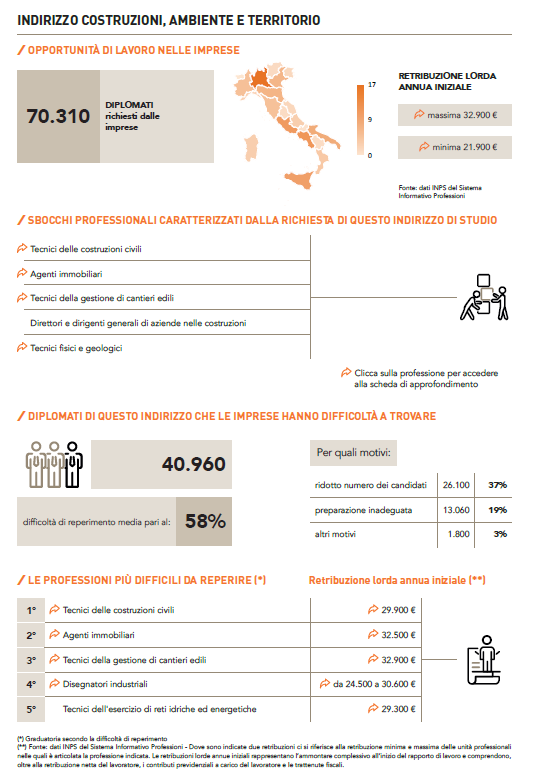 INDIRIZZO COSTRUZIONI, AMBIENTE E TERRITORIO
/ OPPORTUNITÀ DI LAVORO NELLE IMPRESE
70.310
DIPLOMATI
richiesti dalle
imprese
17
9
0
RETRIBUZIONE LORDA
ANNUA INIZIALE
massima 32.900 €
minima 21.900 €
Fonte: dati INPS del Sistema
Informativo Professioni
/ SBOCCHI PROFESSIONALI CARATTERIZZATI DALLA RICHIESTA DI QUESTO INDIRIZZO DI STUDIO
Tecnici delle costruzioni civili
Agenti immobiliari
Tecnici della gestione di cantieri edili
Direttori e dirigenti generali di aziende nelle costruzioni
Tecnici fisici e geologici
Clicca sulla professione per accedere
alla scheda di approfondimento
/ DIPLOMATI DI QUESTO INDIRIZZO CHE LE IMPRESE HANNO DIFFICOLTÀ A TROVARE
40.960
difficoltà di reperimento media pari al: 58%
Per quali motivi:
ridotto numero dei candidati 26.100 37%
preparazione inadeguata 13.060 19%
altri motivi 1.800 3%
/ LE PROFESSIONI PIÙ DIFFICILI DA REPERIRE (*) Retribuzione lorda annua iniziale (**)
1° Tecnici delle costruzioni civili 29.900 €
2° Agenti immobiliari 32.500 €
3° Tecnici della gestione di cantieri edili 32.900 €
4° Disegnatori industriali da 24.500 a 30.600 €
5° Tecnici dell'esercizio di reti idriche ed energetiche 29.300 €
(*) Graduatoria secondo la difficoltà di reperimento
(**) Fonte: dati INPS del Sistema Informativo Professioni - Dove sono indicate due retribuzioni ci si riferisce alla retribuzione minima e massima delle unità professionali
nelle quali è articolata la professione indicata. Le retribuzioni lorde annue iniziali rappresentano l'ammontare complessivo all'inizo del rapporto di lavoro e comprendono,
oltre alla retribuzione netta del lavoratore, i contributi previdenziali a carico del lavoratore e le trattenute fiscali.